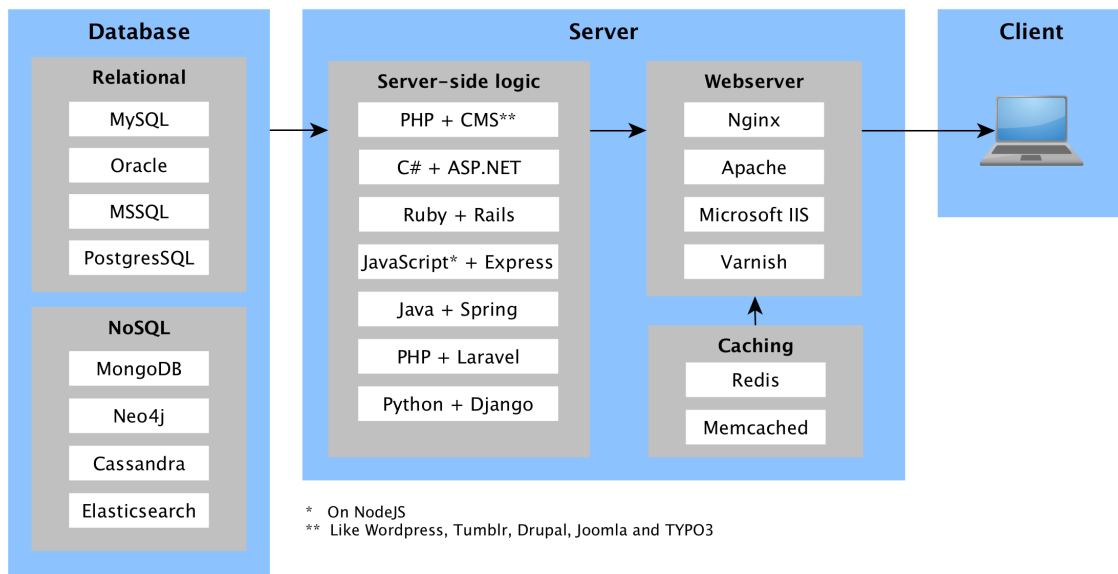 Database
Relational
MySQL
Oracle
MSSQL
PostgresSQL
NoSQL
MongoDB
Neo4j
Cassandra
Elasticsearch
Server
Server-side logic
PHP + CMS**
C# + ASP.NET
Ruby + Rails
JavaScript* + Express
Java + Spring
PHP + Laravel
Python + Django
Webserver
Nginx
Apache
Microsoft IIS
Varnish
Caching
Redis
Memcached
Client
* On NodeJS
** Like Wordpress, Tumblr, Drupal, Joomla and TYPO3